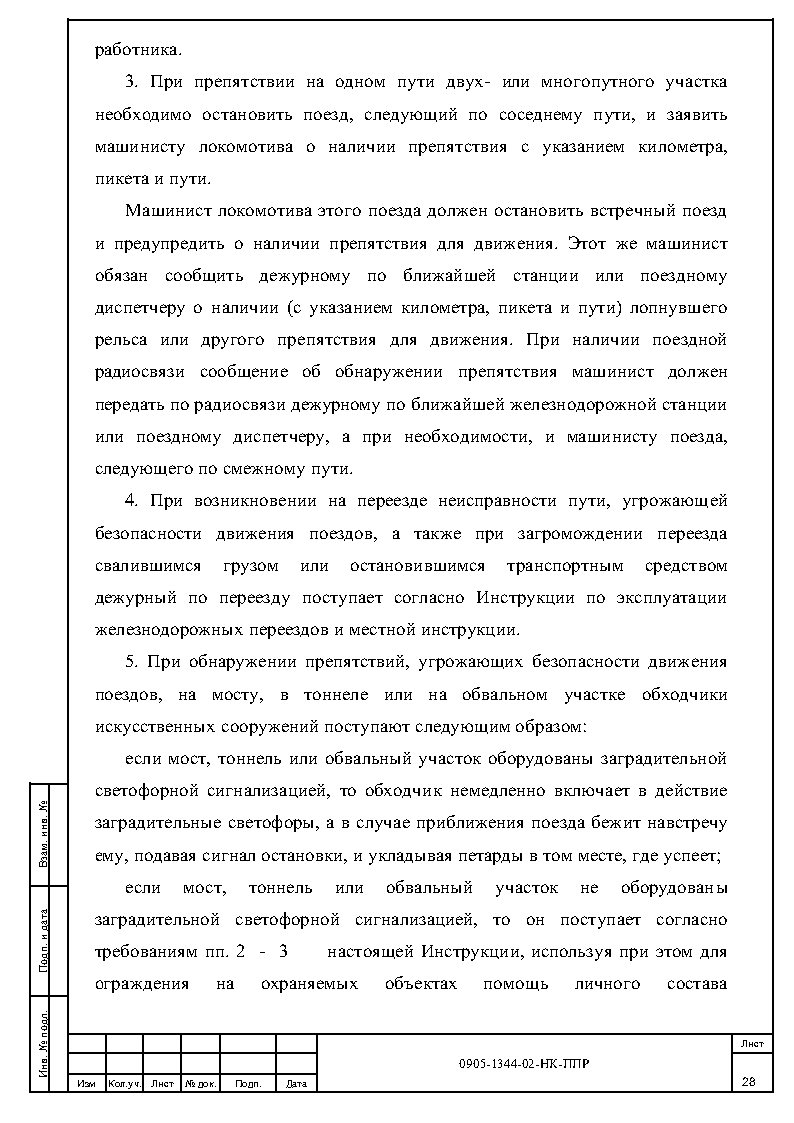 работника.
3. При препятствии на одном пути двух- или многопутного участка
необходимо остановить поезд, следующий по соседнему пути, и заявить
машинисту локомотива о наличии препятствия с указанием километра,
пикета и пути.
Машинист локомотива этого поезда должен остановить встречный поезд
и предупредить о наличии препятствия для движения. Этот же машинист
обязан сообщить дежурному по ближайшей станции или поездному
диспетчеру о наличии (с указанием километра, пикета и пути) лопнувшего
рельса или другого препятствия для движения. При наличии поездной
радиосвязи сообщение об обнаружении препятствия машинист должен
передать по радиосвязи дежурному по ближайшей железнодорожной станции
или поездному диспетчеру, а при необходимости, и машинисту поезда,
следующего по смежному пути.
4. При возникновении на переезде неисправности пути, угрожающей
безопасности движения поездов, а также при загромождении переезда
свалившимся грузом или остановившимся транспортным средством
дежурный по переезду поступает согласно Инструкции по эксплуатации
железнодорожных переездов и местной инструкции.
5. При обнаружении препятствий, угрожающих безопасности движения
поездов, на мосту, в тоннеле или на обвальном участке обходчики
искусственных сооружений поступают следующим образом:
если мост, тоннель или обвальный участок оборудованы заградительной
светофорной сигнализацией, то обходчик немедленно включает в действие
заградительные светофоры, а в случае приближения поезда бежит навстречу
ему, подавая сигнал остановки, и укладывая петарды в том месте, где успеет;
если мост, тоннель или обвальный участок не оборудованы
заградительной светофорной сигнализацией, то он поступает согласно
требованиям пп. 2 - 3 настоящей Инструкции, используя при этом для
ограждения на охраняемых объектах помощь личного состава
Взам. инв. №
Подп. и дата
Инв. № подл.
Изм Кол.уч. Лист № док. Подп. Дата
0905-1344-02-НК-ППР
Лист
28